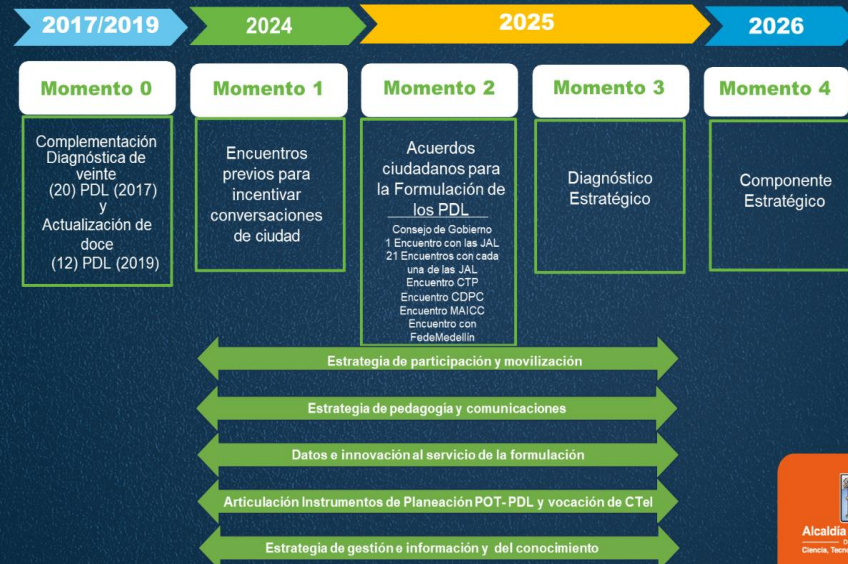 2017/2019
2024
2025
2026
Momento 0
Momento 1
Momento 2
Momento 3
Momento 4
Complementación
Diagnóstica de
veinte
(20) PDL (2017)
y
Actualización de
doce
(12) PDL (2019)
Encuentros
previos para
incentivar
conversaciones
de ciudad
Acuerdos
ciudadanos para
la Formulación de
los PDL
Consejo de Gobierno
1 Encuentro con las JAL
21 Encuentros con cada
una de las JAL
Encuentro CTP
Encuentro CDPC
Encuentro MAICC
Encuentro con
FedeMedellín
Diagnóstico
Estratégico
Componente
Estratégico
Estrategia de participación y movilización
Estrategia de pedagogía y comunicaciones
Datos e innovación al servicio de la formulación
Articulación Instrumentos de Planeación POT- PDL y vocación de CTeI
Estrategia de gestión e información y del conocimiento
Alcaldía
Ciencia,